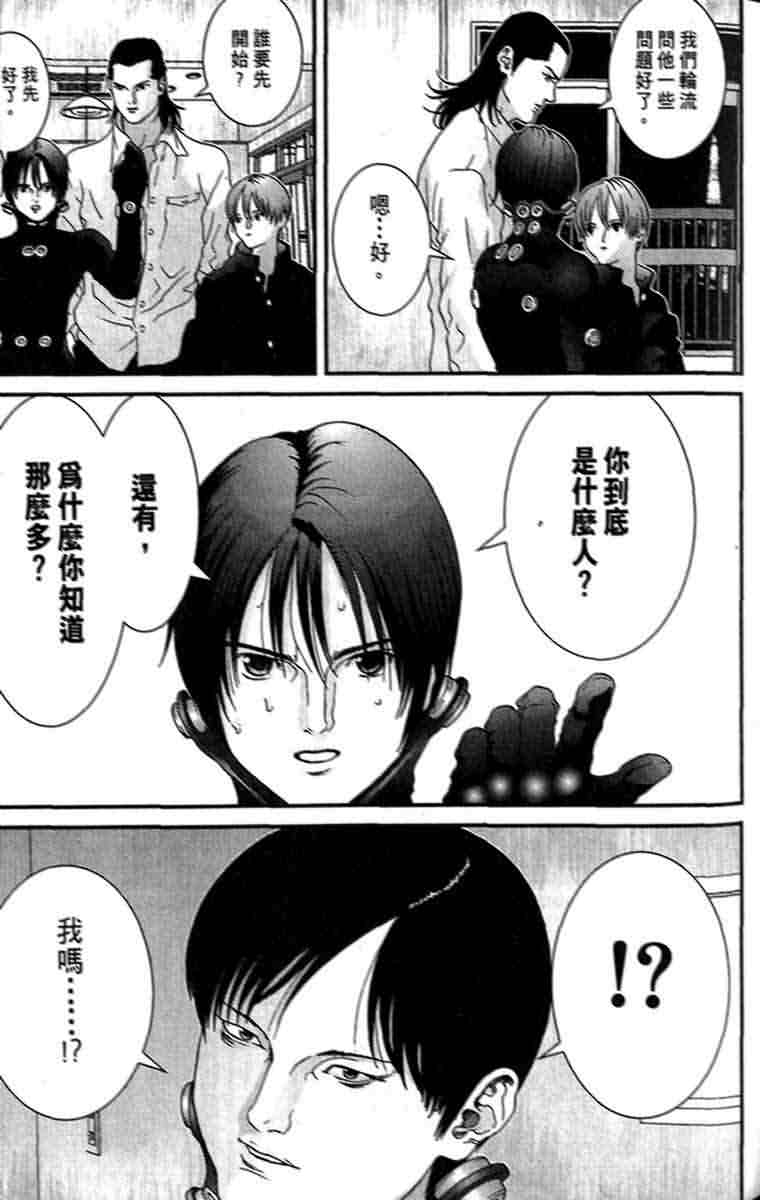 我們輪流
問他一些
問題好了。
嗯…好。
誰要先
開始？
我先
好了。
你到底
是什麼人？
還有，
爲什麼你知道
那麼多？
!?
我嗎……!?